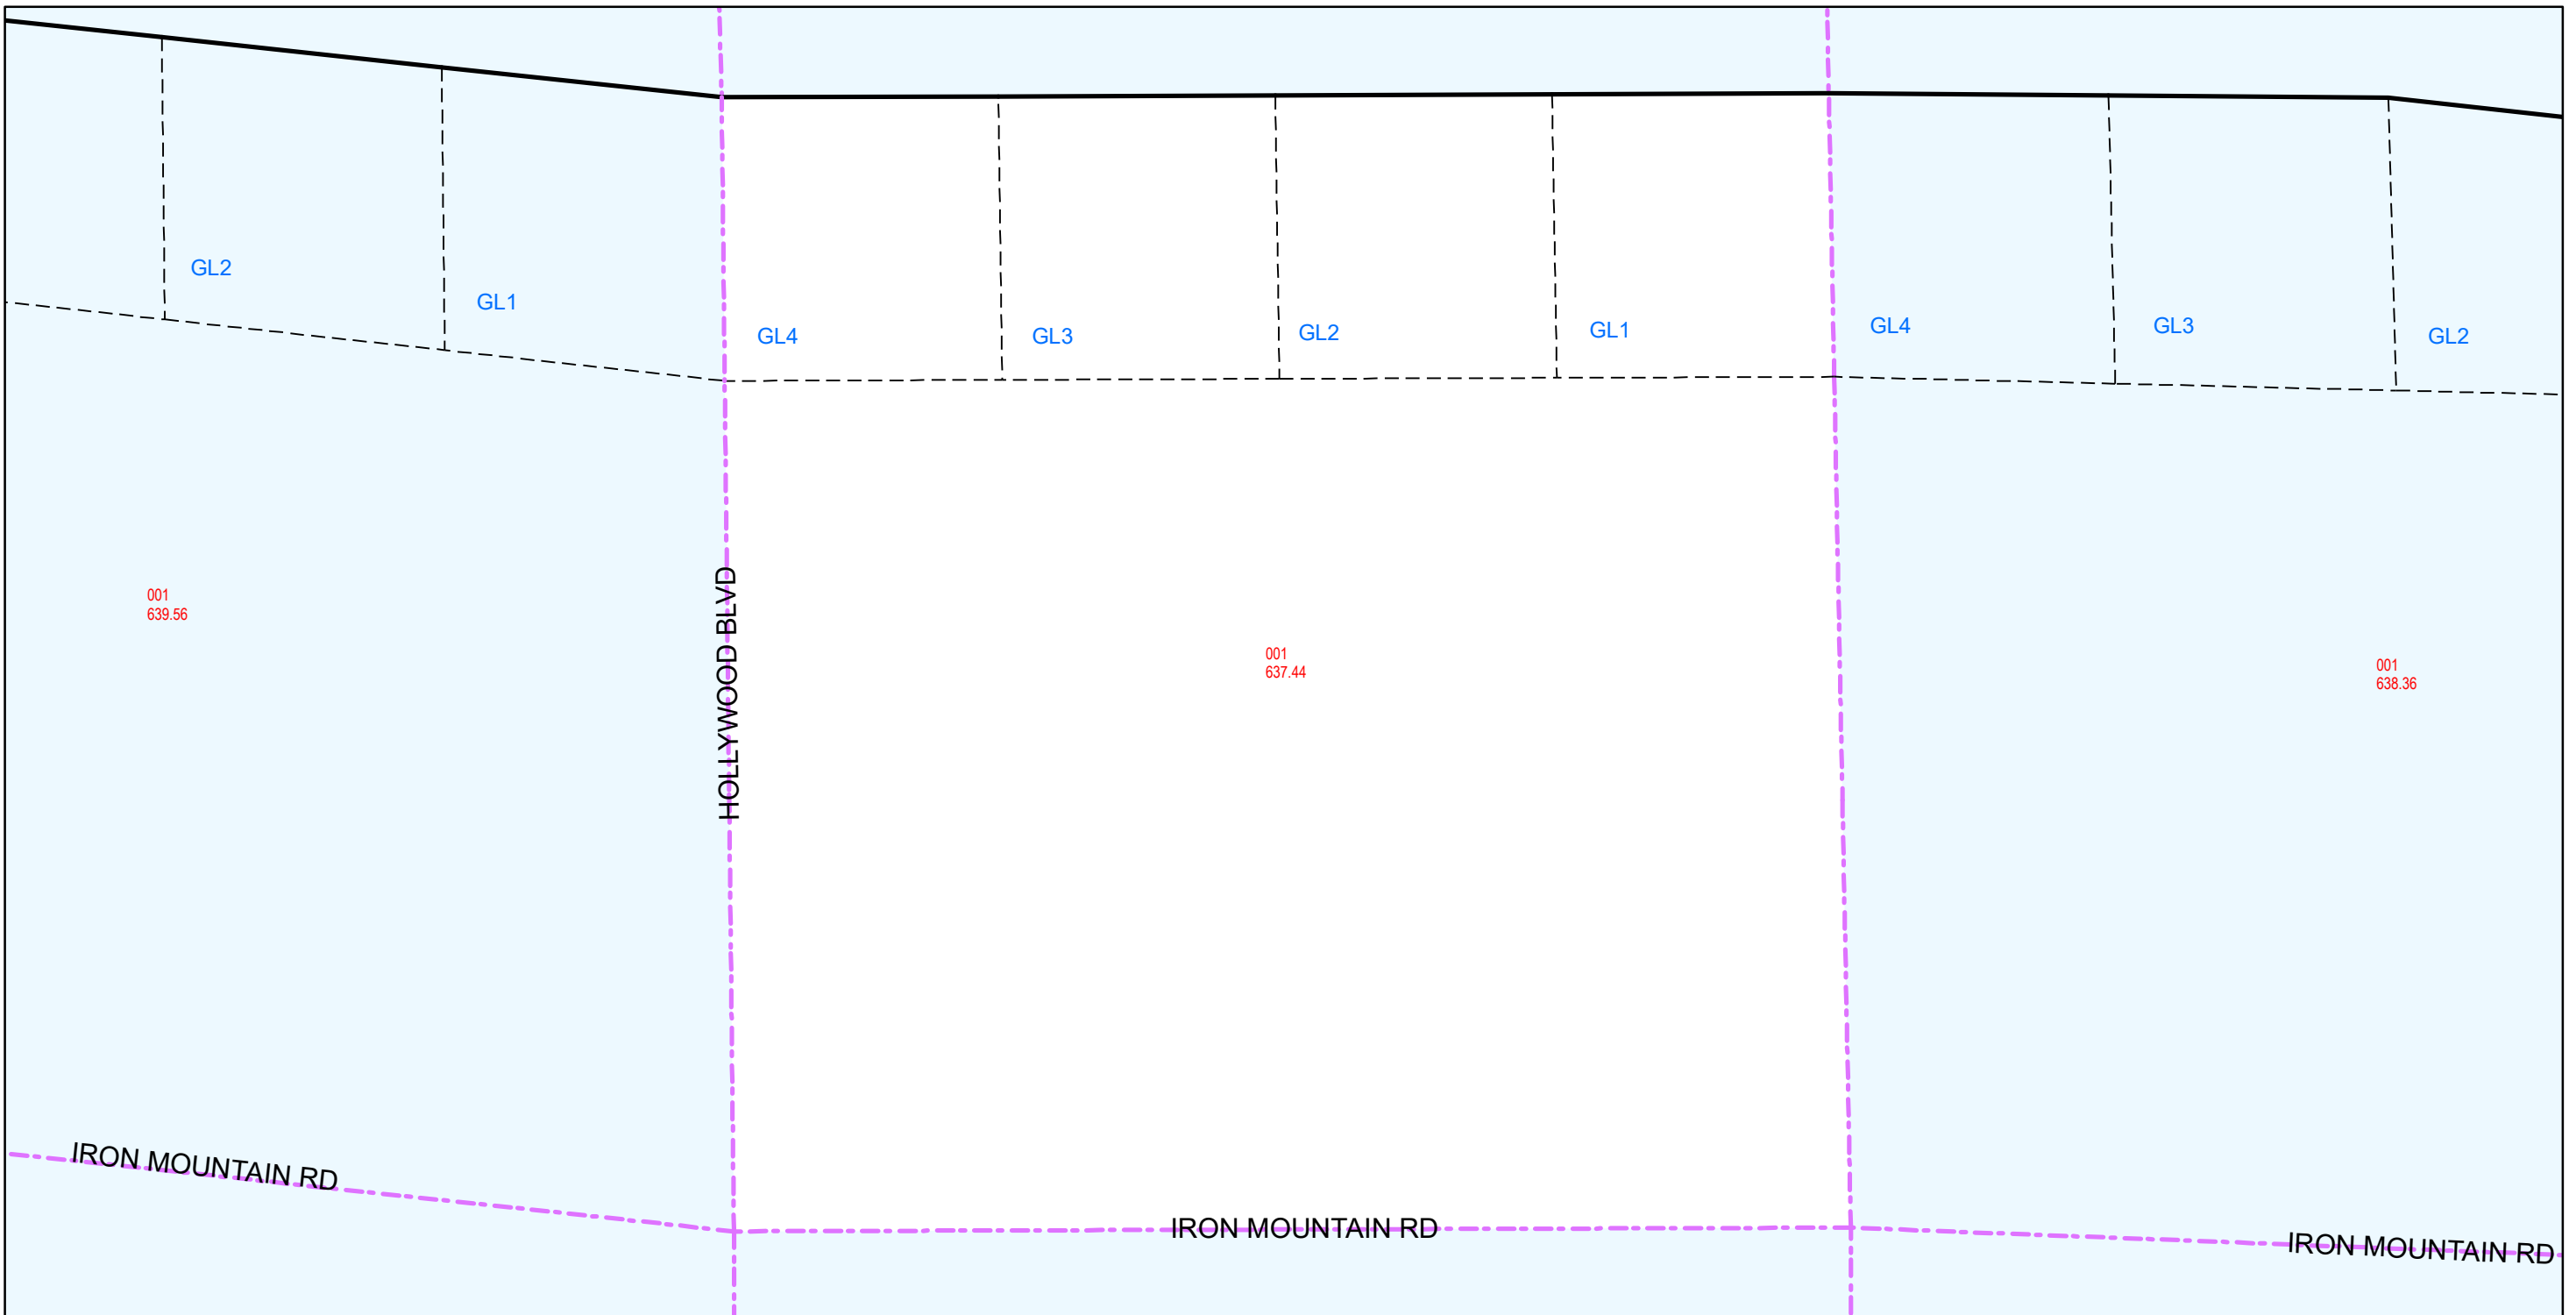 GL2
GL1
GL4
GL3
GL2
GL1
GL4
GL3
GL2
001
639.56
HOLLYWOOD BLVD
001
637.44
001
638.36
IRON MOUNTAIN RD
IRON MOUNTAIN RD
IRON MOUNTAIN RD